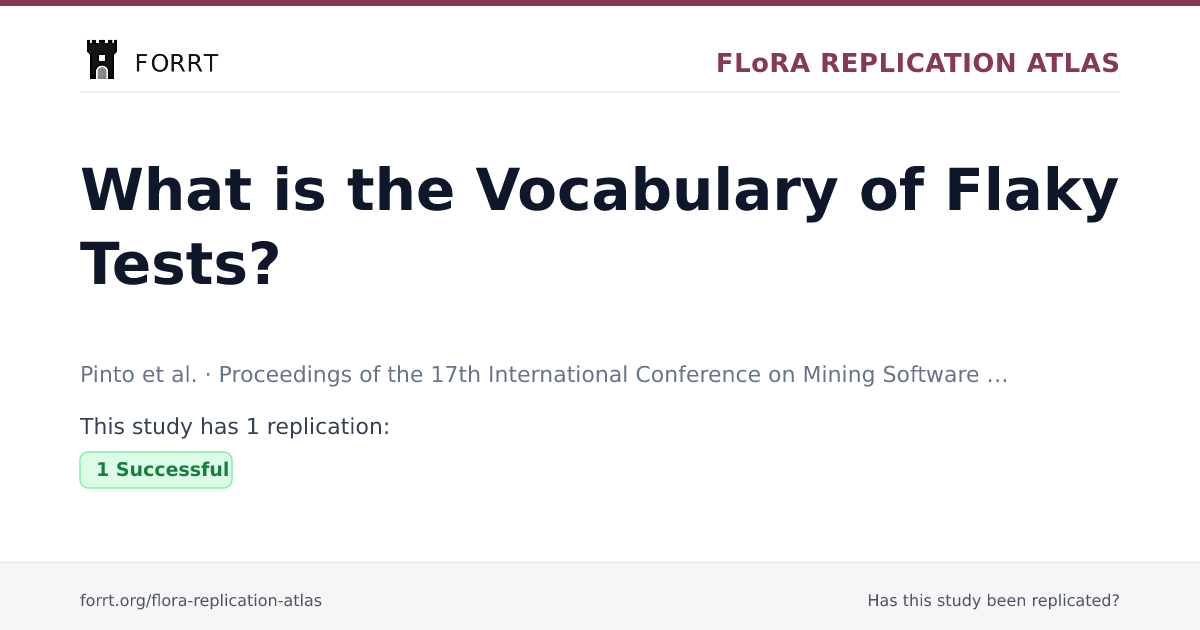 FORRT
FLoRA REPLICATION ATLAS
What is the Vocabulary of Flaky
Tests?
Pinto et al. · Proceedings of the 17th International Conference on Mining Software ...
This study has 1 replication:
1 Successful
forrt.org/flora-replication-atlas
Has this study been replicated?